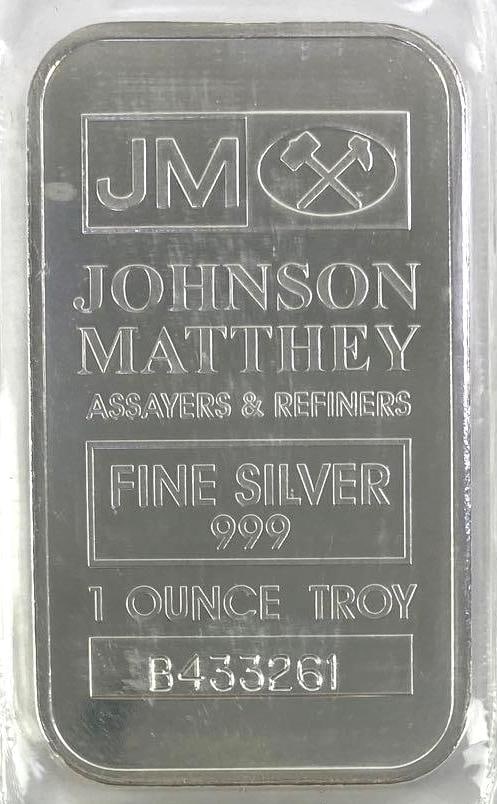 JM
JOHNSON
MATTHEY
ASSAYERS & REFINERS
FINE SILVER
999
1 OUNCE TROY
B433261